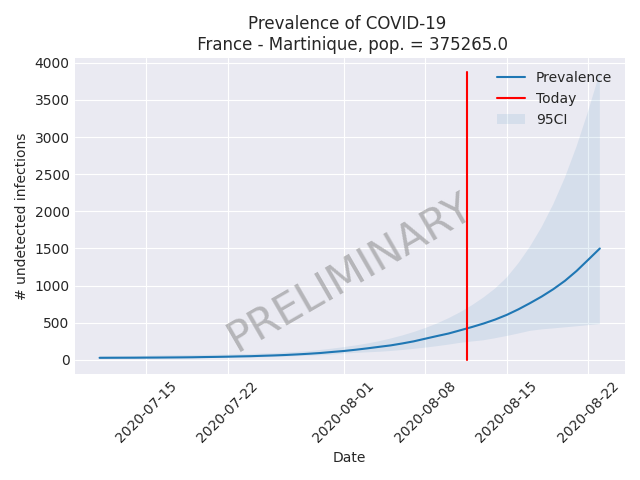 Prevalence of COVID-19
France - Martinique, pop. = 375265.0
4000
3500
3000
2500
2000
1500
1000
500
0
# undetected infections
Prevalence
Today
95CI
PRELIMINARY
2020-07-15
2020-07-22
2020-08-01
2020-08-08
2020-08-15
2020-08-22
Date